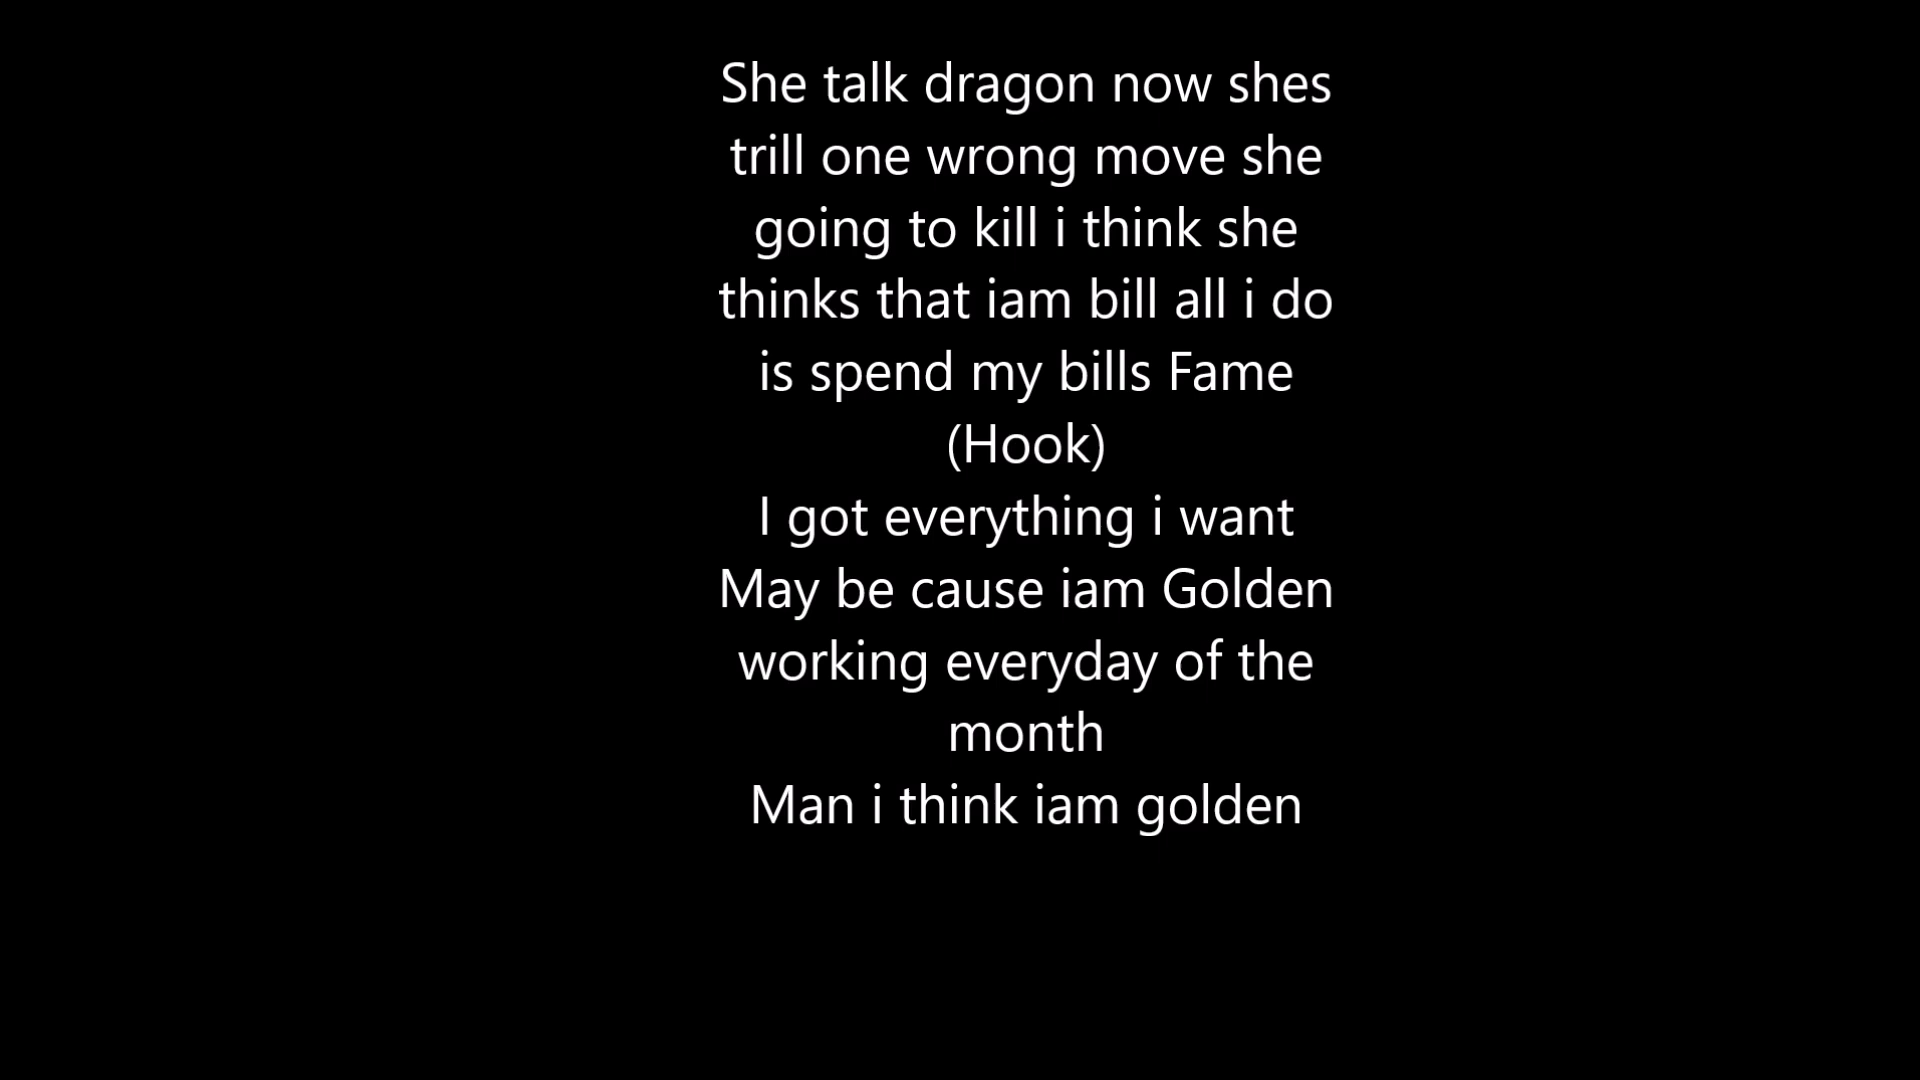 She talk dragon now shes
trill one wrong move she
going to kill i think she
thinks that iam bill all i do
is spend my bills Fame
(Hook)
I got everything i want
May be cause iam Golden
working everyday of the
month
Man i think iam golden